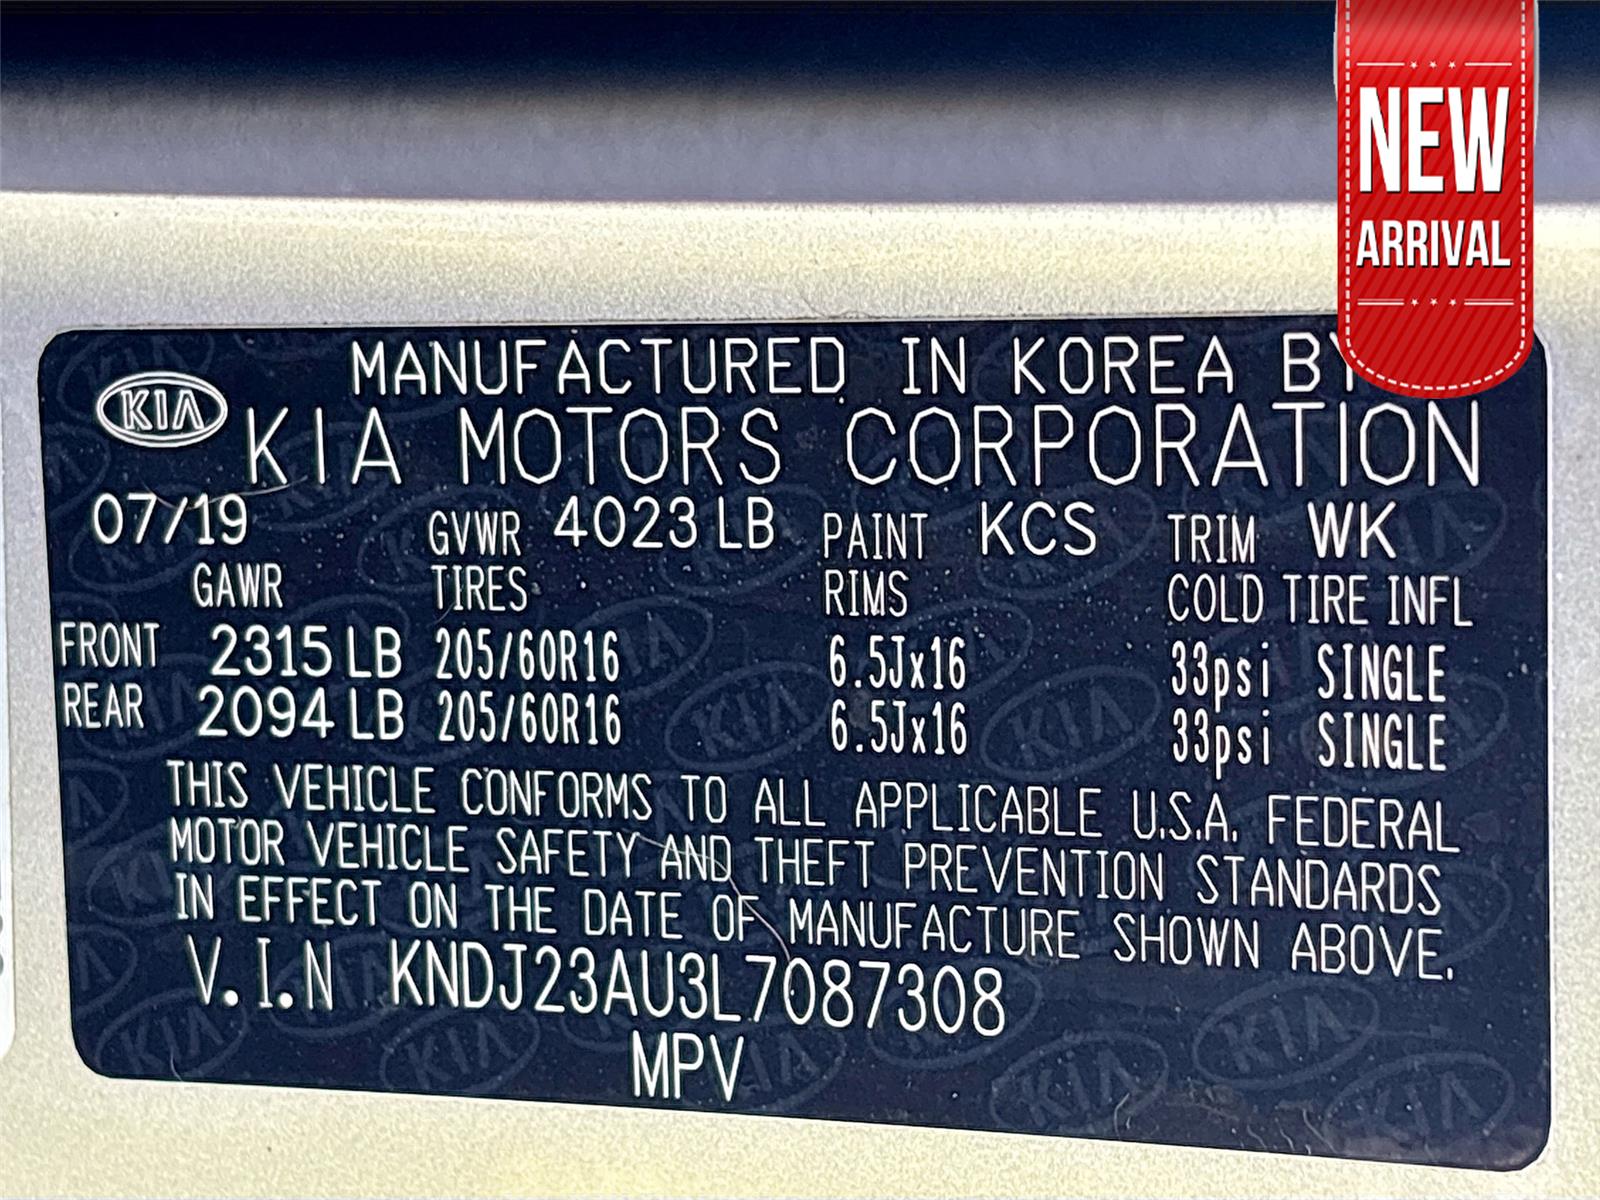 NEW
ARRIVAL
MANUFACTURED IN KOREA BY
KIA
KIA MOTORS CORPORATION
07/19 GVWR 4023 LB PAINT KCS TRIM WK
GAWR TIRES RIMS COLD TIRE INFL
FRONT 2315 LB 205/60R16 6.5Jx16 33psi SINGLE
REAR 2094 LB 205/60R16 6.5Jx16 33psi SINGLE
THIS VEHICLE CONFORMS TO ALL APPLICABLE U.S.A. FEDERAL
MOTOR VEHICLE SAFETY AND THEFT PREVENTION STANDARDS
IN EFFECT ON THE DATE OF MANUFACTURE SHOWN ABOVE.
V.I.N KNDJ23AU3L7087308
MPV